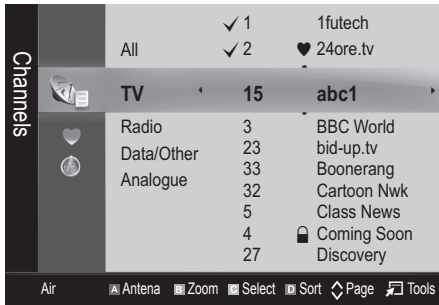 Channels
1 1futech
All 2 24ore.tv
TV 15 abc1
Radio 3 BBC World
Data/Other 23 bid-up.tv
Analogue 33 Boonerang
32 Cartoon Nwk
5 Class News
4 Coming Soon
27 Discovery
Air A Antena B Zoom C Select D Sort Page Tools